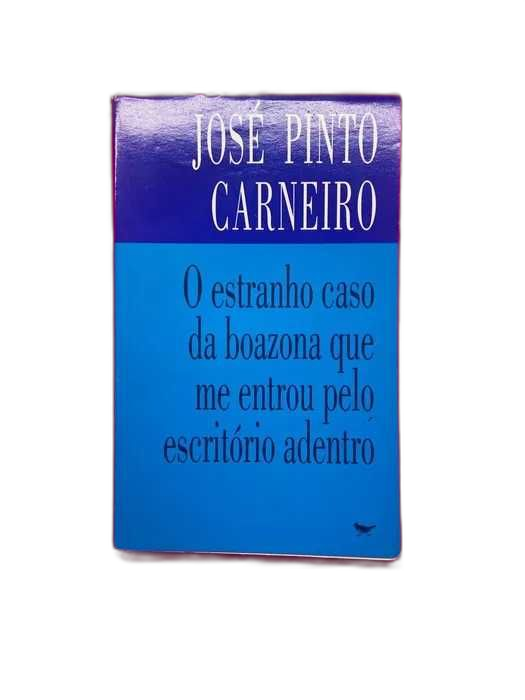 JOSÉ PINTO
CARNEIRO
O estranho caso
da boazona que
me entrou pelo
escritório adentro